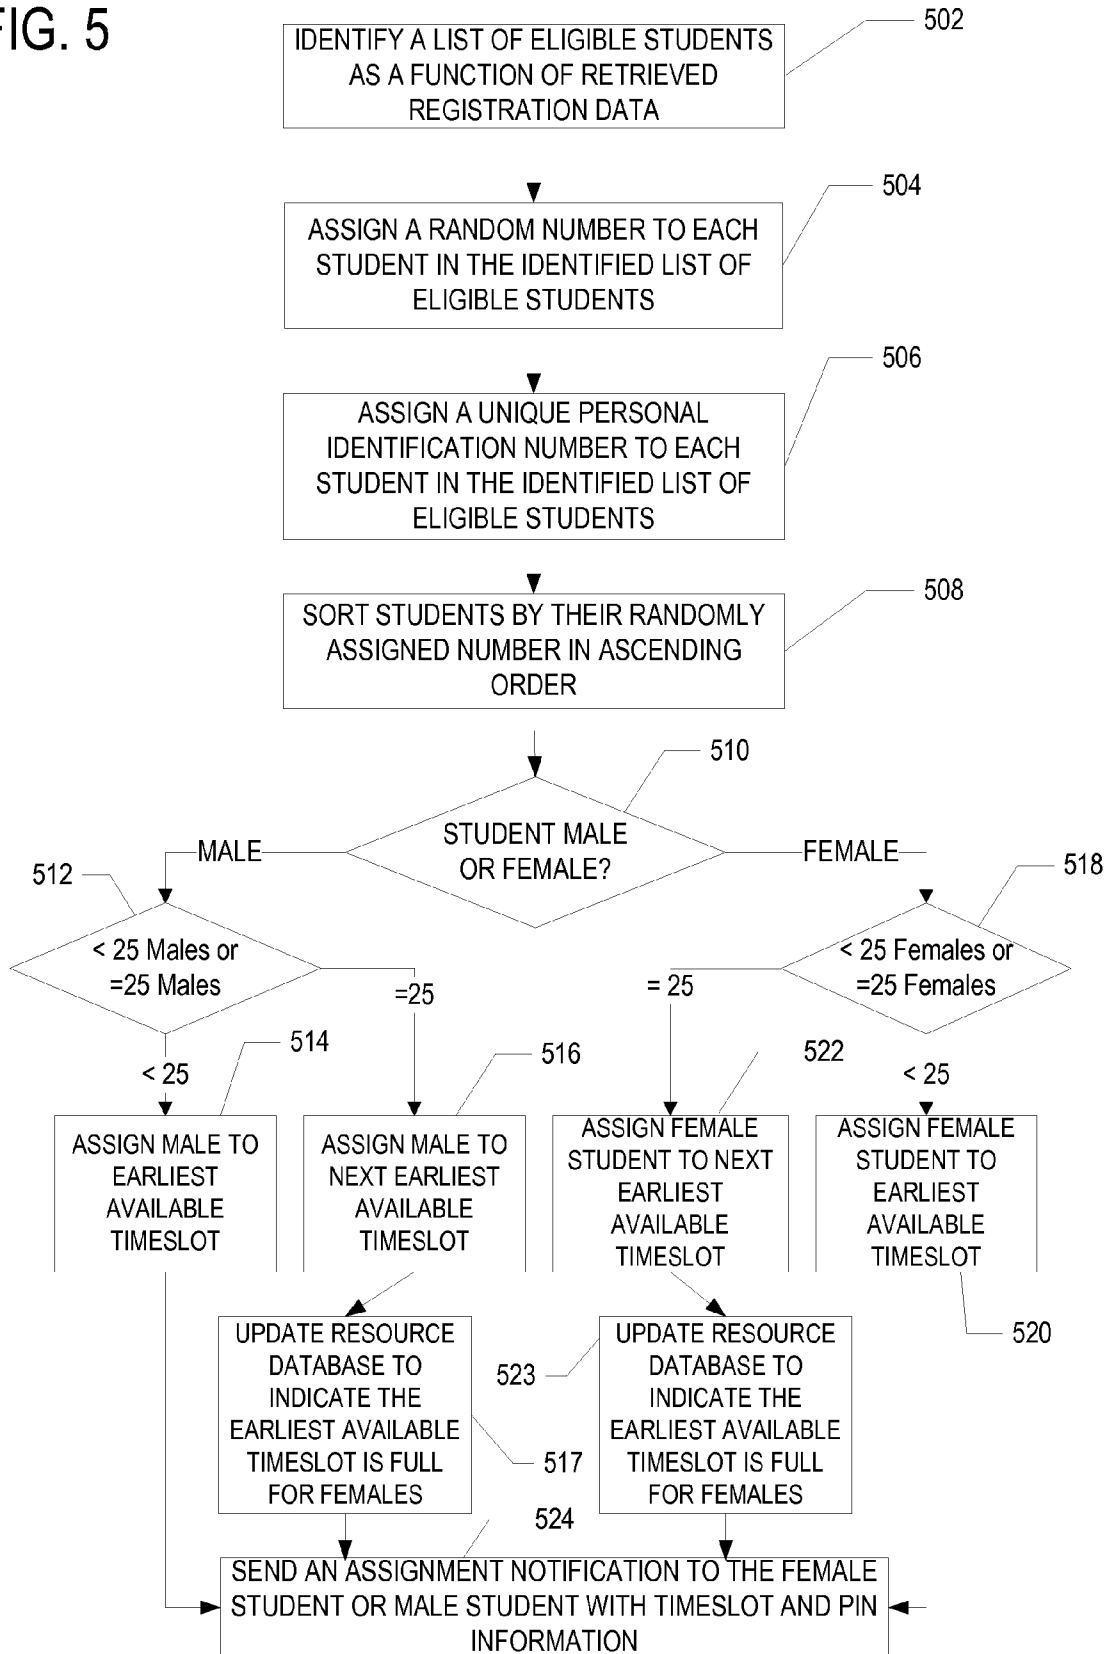 FIG. 5
502
IDENTIFY A LIST OF ELIGIBLE STUDENTS
AS A FUNCTION OF RETRIEVED
REGISTRATION DATA
504
ASSIGN A RANDOM NUMBER TO EACH
STUDENT IN THE IDENTIFIED LIST OF
ELIGIBLE STUDENTS
506
ASSIGN A UNIQUE PERSONAL
IDENTIFICATION NUMBER TO EACH
STUDENT IN THE IDENTIFIED LIST OF
ELIGIBLE STUDENTS
508
SORT STUDENTS BY THEIR RANDOMLY
ASSIGNED NUMBER IN ASCENDING
ORDER
510
STUDENT MALE
OR FEMALE?
MALE
FEMALE
512
< 25 Males or
=25 Males
518
< 25 Females or
=25 Females
=25
= 25
< 25
514
516
522
< 25
ASSIGN MALE TO
EARLIEST
AVAILABLE
TIMESLOT
ASSIGN MALE TO
NEXT EARLIEST
AVAILABLE
TIMESLOT
ASSIGN FEMALE
STUDENT TO NEXT
EARLIEST
AVAILABLE
TIMESLOT
ASSIGN FEMALE
STUDENT TO
EARLIEST
AVAILABLE
TIMESLOT
520
UPDATE RESOURCE
DATABASE TO
INDICATE THE
EARLIEST AVAILABLE
TIMESLOT IS FULL
FOR FEMALES
517
523
UPDATE RESOURCE
DATABASE TO
INDICATE THE
EARLIEST AVAILABLE
TIMESLOT IS FULL
FOR FEMALES
524
SEND AN ASSIGNMENT NOTIFICATION TO THE FEMALE
STUDENT OR MALE STUDENT WITH TIMESLOT AND PIN
INFORMATION